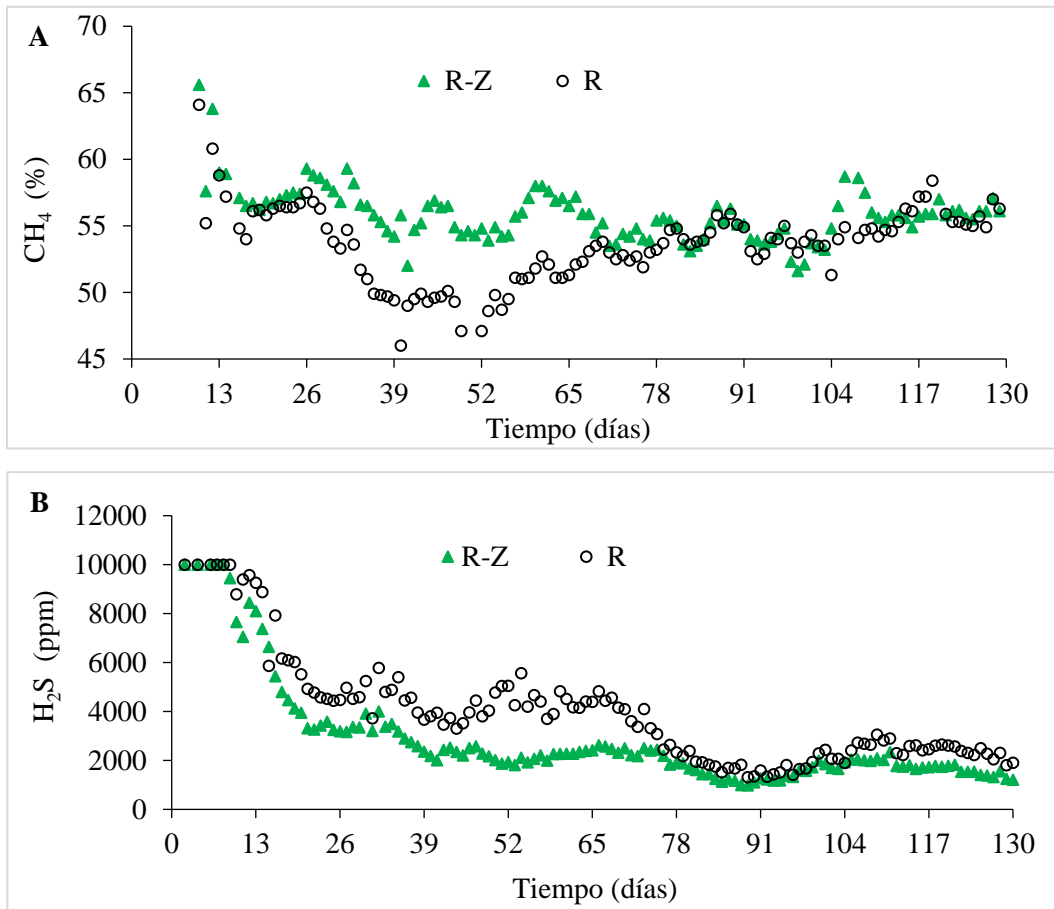 A
70
65
60
55
50
45
CH₄ (%)
R-Z
R
0 13 26 39 52 65 78 91 104 117 130
Tiempo (días)
B
12000
10000
8000
6000
4000
2000
0
H₂S (ppm)
R-Z
R
0 13 26 39 52 65 78 91 104 117 130
Tiempo (días)